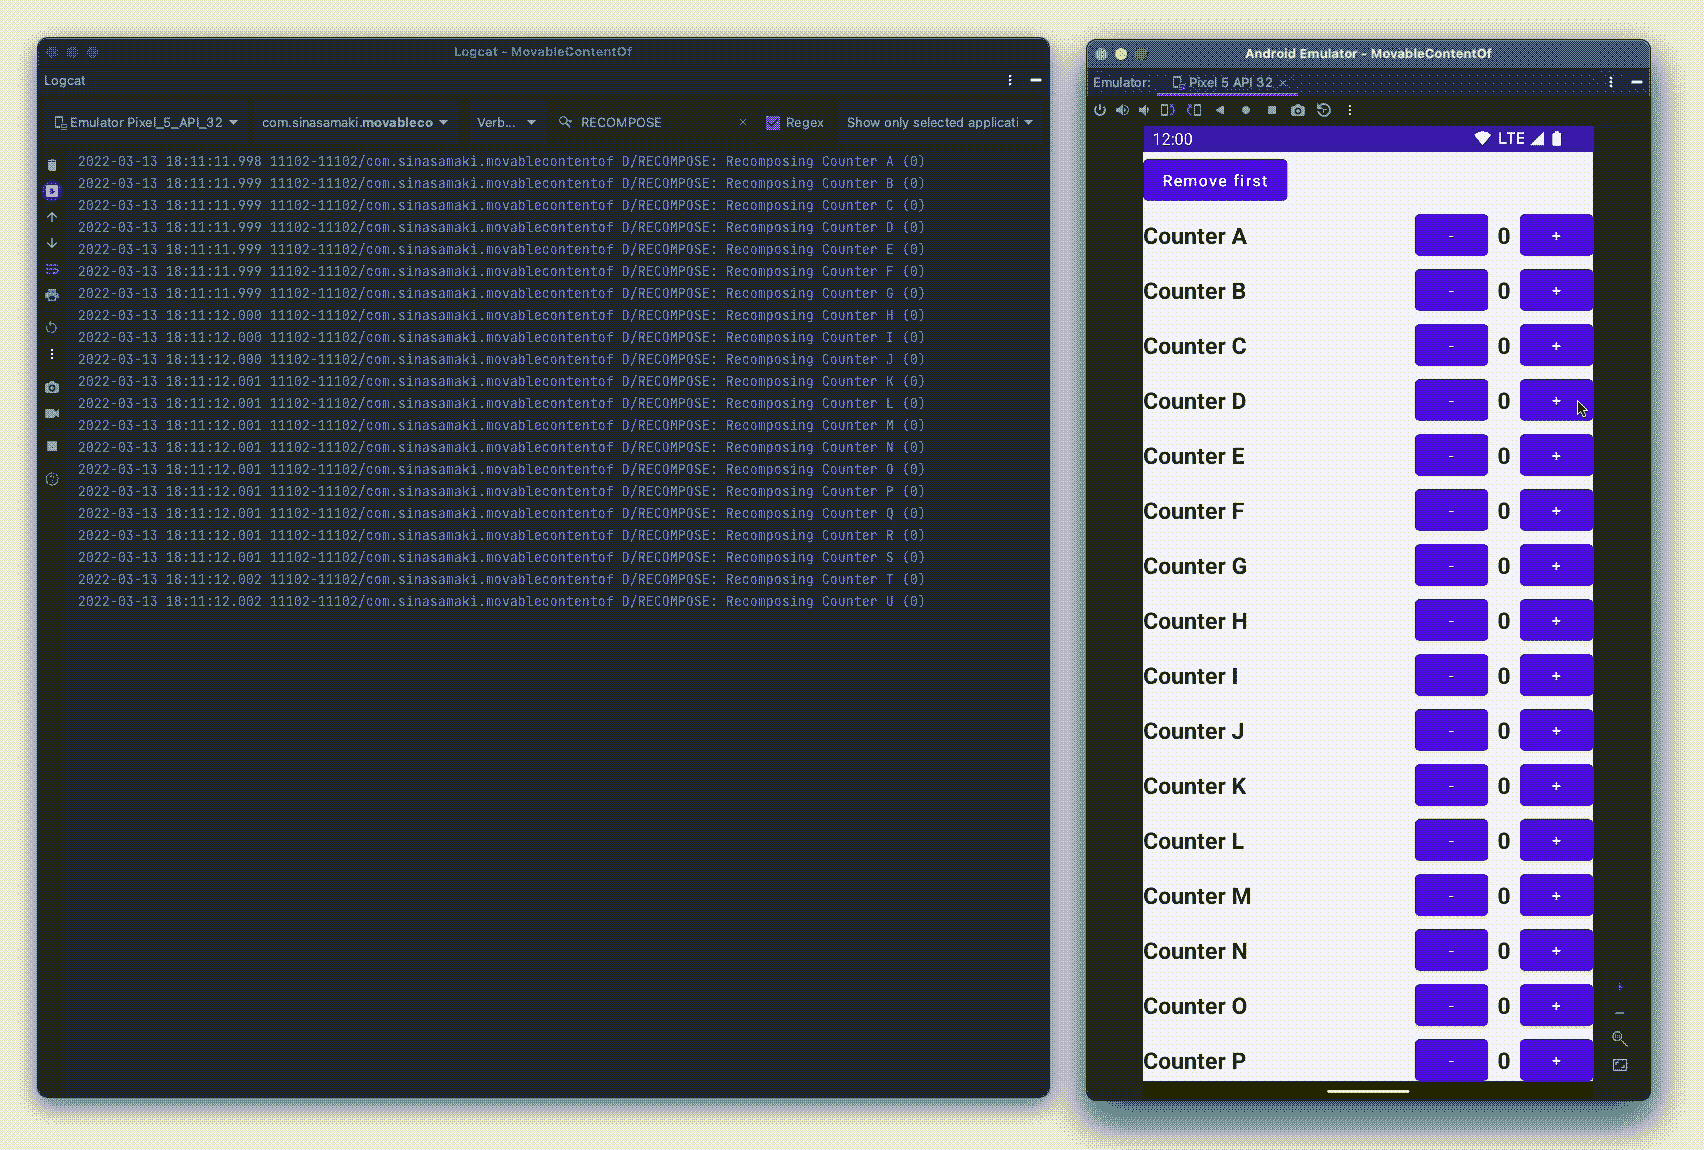 Logcat - MovableContentOf
Logcat
Emulator Pixel_5_API_32 com.sinasamaki.movableco Verb... RECOMPOSE × Regex Show only selected applicati
2022-03-13 18:11:11.998 11102-11102/com.sinasamaki.movablecontentof D/RECOMPOSE: Recomposing Counter A (0)
2022-03-13 18:11:11.999 11102-11102/com.sinasamaki.movablecontentof D/RECOMPOSE: Recomposing Counter B (0)
2022-03-13 18:11:11.999 11102-11102/com.sinasamaki.movablecontentof D/RECOMPOSE: Recomposing Counter C (0)
2022-03-13 18:11:11.999 11102-11102/com.sinasamaki.movablecontentof D/RECOMPOSE: Recomposing Counter D (0)
2022-03-13 18:11:11.999 11102-11102/com.sinasamaki.movablecontentof D/RECOMPOSE: Recomposing Counter E (0)
2022-03-13 18:11:11.999 11102-11102/com.sinasamaki.movablecontentof D/RECOMPOSE: Recomposing Counter F (0)
2022-03-13 18:11:11.999 11102-11102/com.sinasamaki.movablecontentof D/RECOMPOSE: Recomposing Counter G (0)
2022-03-13 18:11:12.000 11102-11102/com.sinasamaki.movablecontentof D/RECOMPOSE: Recomposing Counter H (0)
2022-03-13 18:11:12.000 11102-11102/com.sinasamaki.movablecontentof D/RECOMPOSE: Recomposing Counter I (0)
2022-03-13 18:11:12.000 11102-11102/com.sinasamaki.movablecontentof D/RECOMPOSE: Recomposing Counter J (0)
2022-03-13 18:11:12.001 11102-11102/com.sinasamaki.movablecontentof D/RECOMPOSE: Recomposing Counter K (0)
2022-03-13 18:11:12.001 11102-11102/com.sinasamaki.movablecontentof D/RECOMPOSE: Recomposing Counter L (0)
2022-03-13 18:11:12.001 11102-11102/com.sinasamaki.movablecontentof D/RECOMPOSE: Recomposing Counter M (0)
2022-03-13 18:11:12.001 11102-11102/com.sinasamaki.movablecontentof D/RECOMPOSE: Recomposing Counter N (0)
2022-03-13 18:11:12.001 11102-11102/com.sinasamaki.movablecontentof D/RECOMPOSE: Recomposing Counter O (0)
2022-03-13 18:11:12.001 11102-11102/com.sinasamaki.movablecontentof D/RECOMPOSE: Recomposing Counter P (0)
2022-03-13 18:11:12.001 11102-11102/com.sinasamaki.movablecontentof D/RECOMPOSE: Recomposing Counter Q (0)
2022-03-13 18:11:12.001 11102-11102/com.sinasamaki.movablecontentof D/RECOMPOSE: Recomposing Counter R (0)
2022-03-13 18:11:12.001 11102-11102/com.sinasamaki.movablecontentof D/RECOMPOSE: Recomposing Counter S (0)
2022-03-13 18:11:12.002 11102-11102/com.sinasamaki.movablecontentof D/RECOMPOSE: Recomposing Counter T (0)
2022-03-13 18:11:12.002 11102-11102/com.sinasamaki.movablecontentof D/RECOMPOSE: Recomposing Counter U (0)
Android Emulator - MovableContentOf
Emulator: Pixel 5 API 32 ×
12:00 LTE
Remove first
Counter A - 0 +
Counter B - 0 +
Counter C - 0 +
Counter D - 0 +
Counter E - 0 +
Counter F - 0 +
Counter G - 0 +
Counter H - 0 +
Counter I - 0 +
Counter J - 0 +
Counter K - 0 +
Counter L - 0 +
Counter M - 0 +
Counter N - 0 +
Counter O - 0 +
Counter P - 0 +